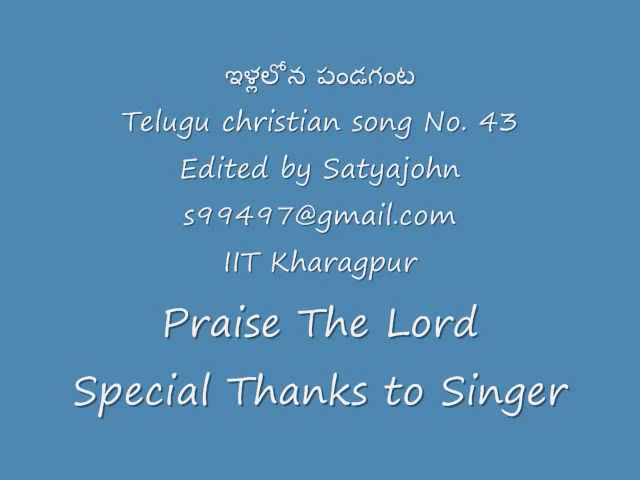 ఇళ్లలోన పండగంట
Telugu christian song No. 43
Edited by Satyajohn
s99497@gmail.com
IIT Kharagpur
Praise The Lord
Special Thanks to Singer